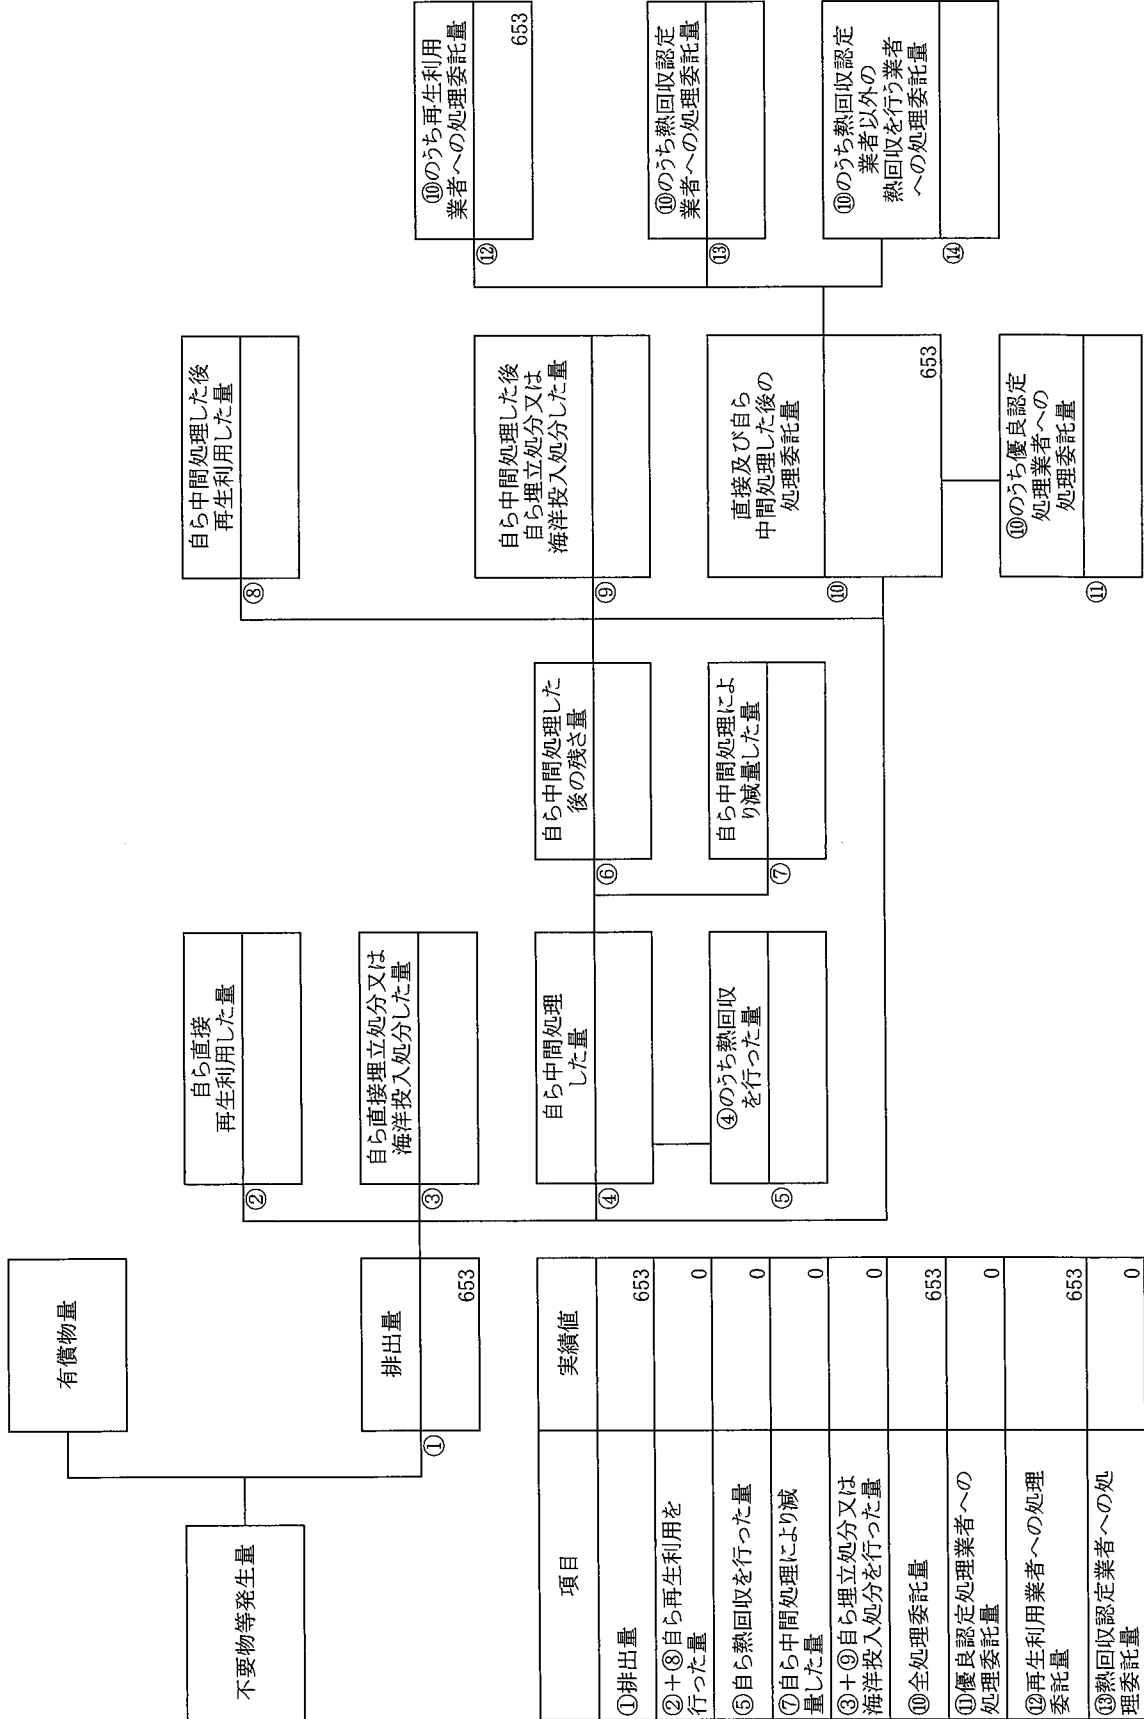 不要物等発生量
有償物量
排出量
①
653
自ら直接
再生利用した量
②
自ら直接埋立処分又は
海洋投入処分した量
③
自ら中間処理
した量
④
④のうち熱回収
を行った量
⑤
自ら中間処理した
後の残さ量
⑥
自ら中間処理によ
り減量した量
⑦
自ら中間処理した後
再生利用した量
⑧
自ら中間処理した後
自ら埋立処分又は
海洋投入処分した量
⑨
直接及び自ら
中間処理した後の
処理委託量
⑩
653
⑩のうち優良認定
処理業者への
処理委託量
⑪
⑩のうち再生利用
業者への処理委託量
⑫
653
⑩のうち熱回収認定
業者への処理委託量
⑬
⑩のうち熱回収認定
業者以外の
熱回収を行う業者
への処理委託量
⑭
項目 実績値
①排出量 653
②+⑧自ら再生利用を
行った量 0
⑤自ら熱回収を行った量 0
⑦自ら中間処理により減
量した量 0
③+⑨自ら埋立処分又は
海洋投入処分を行った量 0
⑩全処理委託量 653
⑪優良認定処理業者への
処理委託量 0
⑫再生利用業者への処理
委託量 653
⑬熱回収認定業者への処
理委託量 0